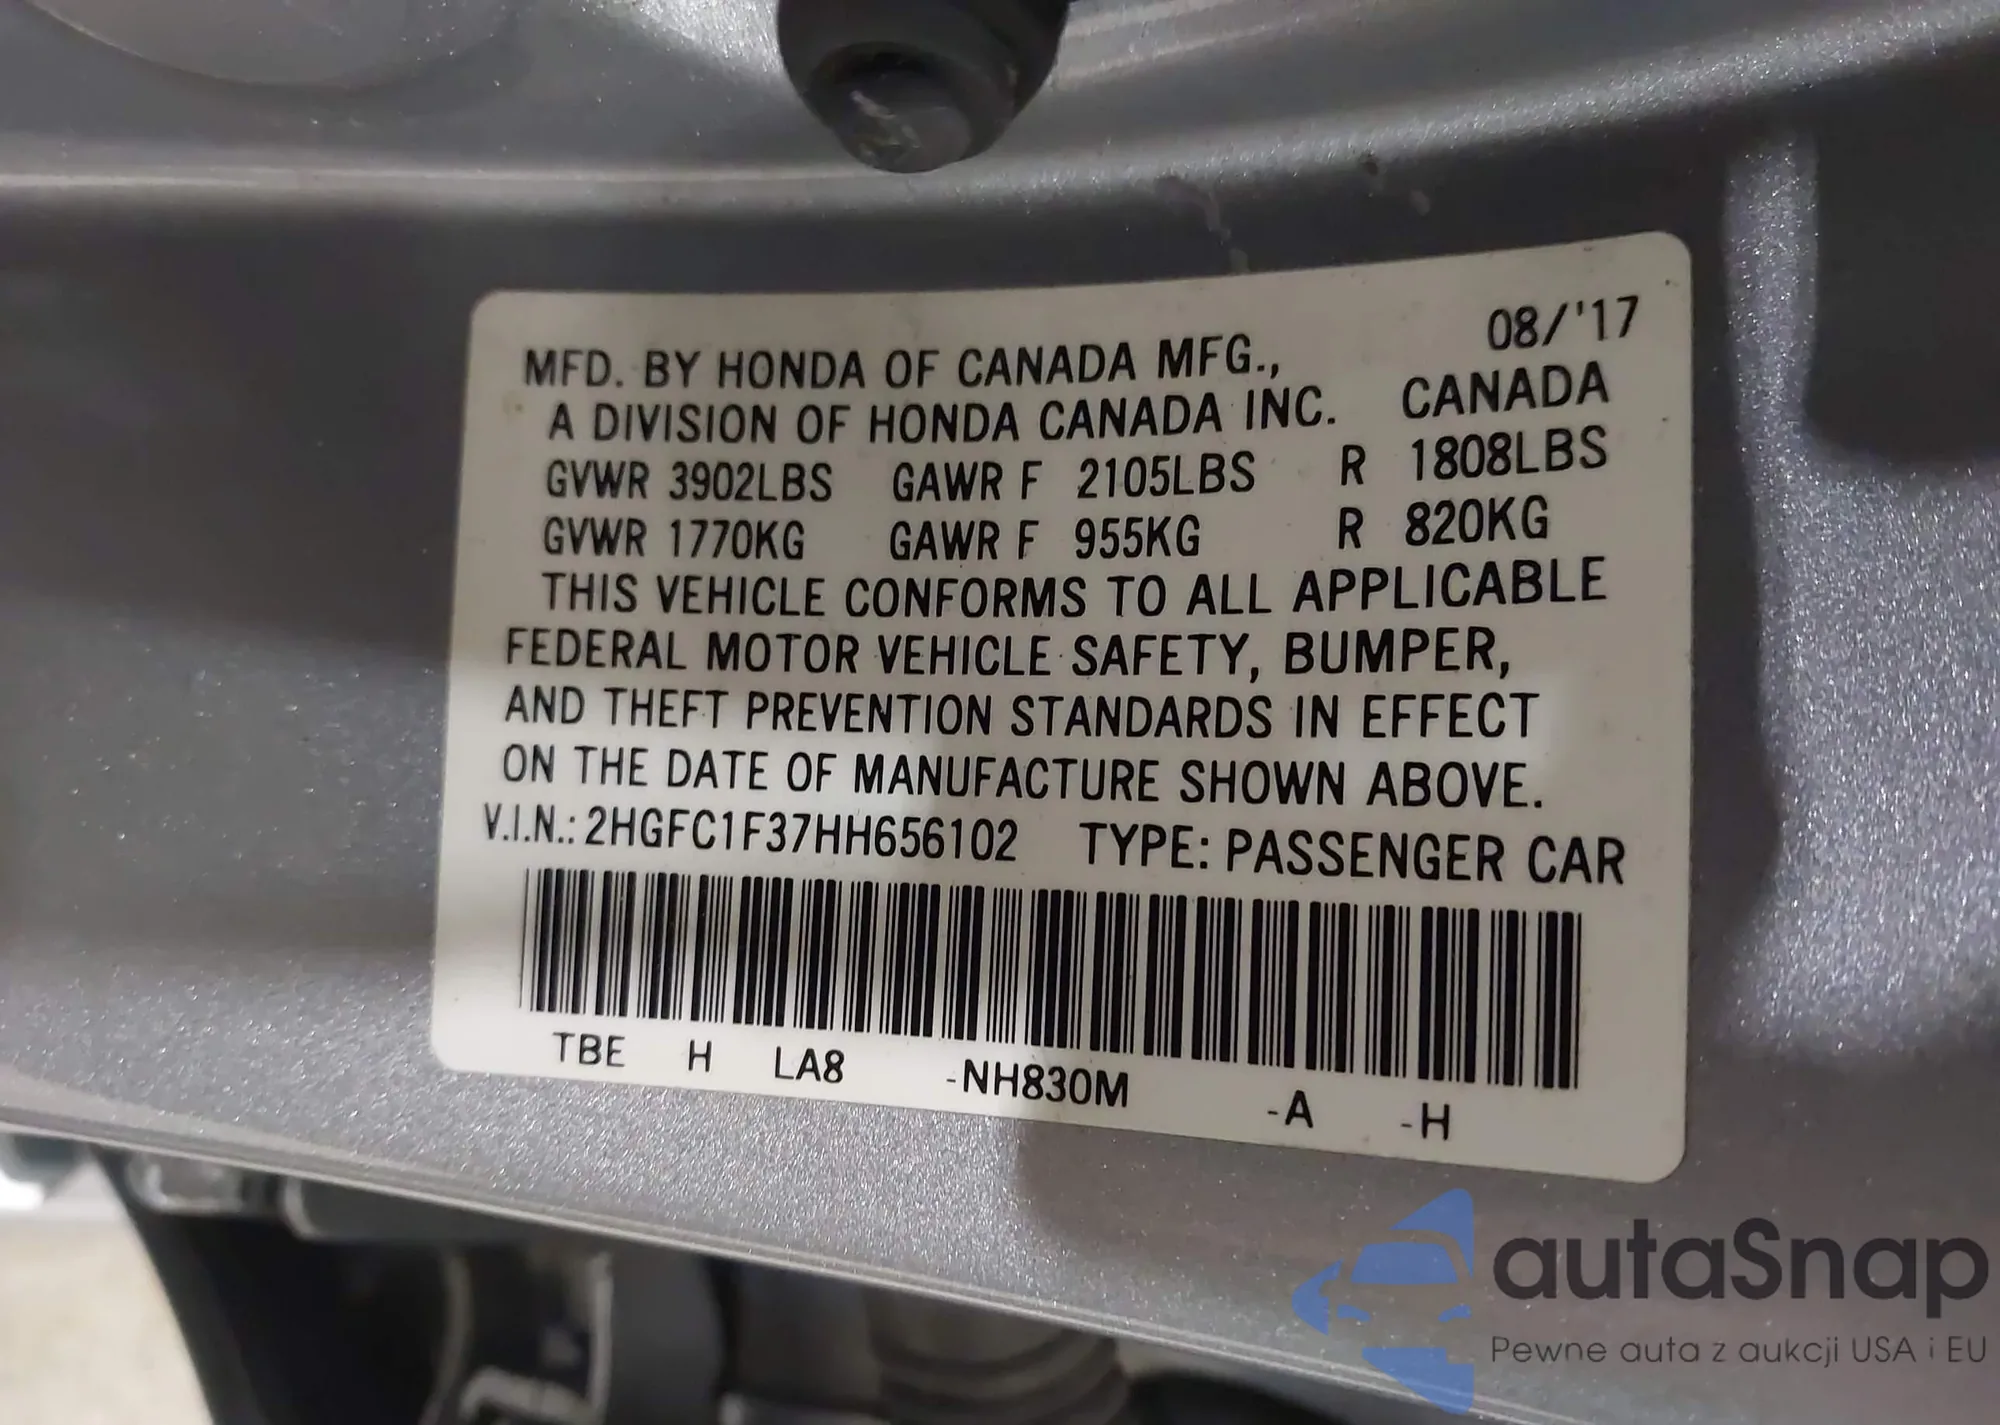 08/'17
MFD. BY HONDA OF CANADA MFG.,
A DIVISION OF HONDA CANADA INC. CANADA
GVWR 3902LBS GAWR F 2105LBS R 1808LBS
GVWR 1770KG GAWR F 955KG R 820KG
THIS VEHICLE CONFORMS TO ALL APPLICABLE
FEDERAL MOTOR VEHICLE SAFETY, BUMPER,
AND THEFT PREVENTION STANDARDS IN EFFECT
ON THE DATE OF MANUFACTURE SHOWN ABOVE.
V.I.N.: 2HGFC1F37HH656102 TYPE: PASSENGER CAR
TBE H LA8 -NH830M -A -H
autaSnap
Pewne auta z aukcji USA i EU